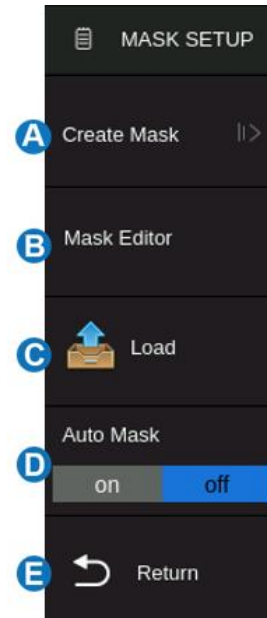 MASK SETUP
A Create Mask
B Mask Editor
C Load
Auto Mask
D on off
E Return